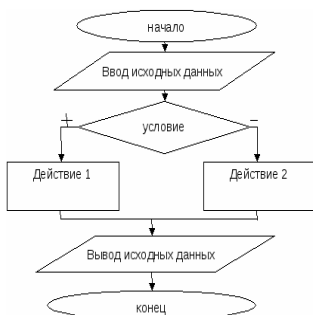 начало
Ввод исходных данных
условие
+
–
Действие 1
Действие 2
Вывод исходных данных
конец